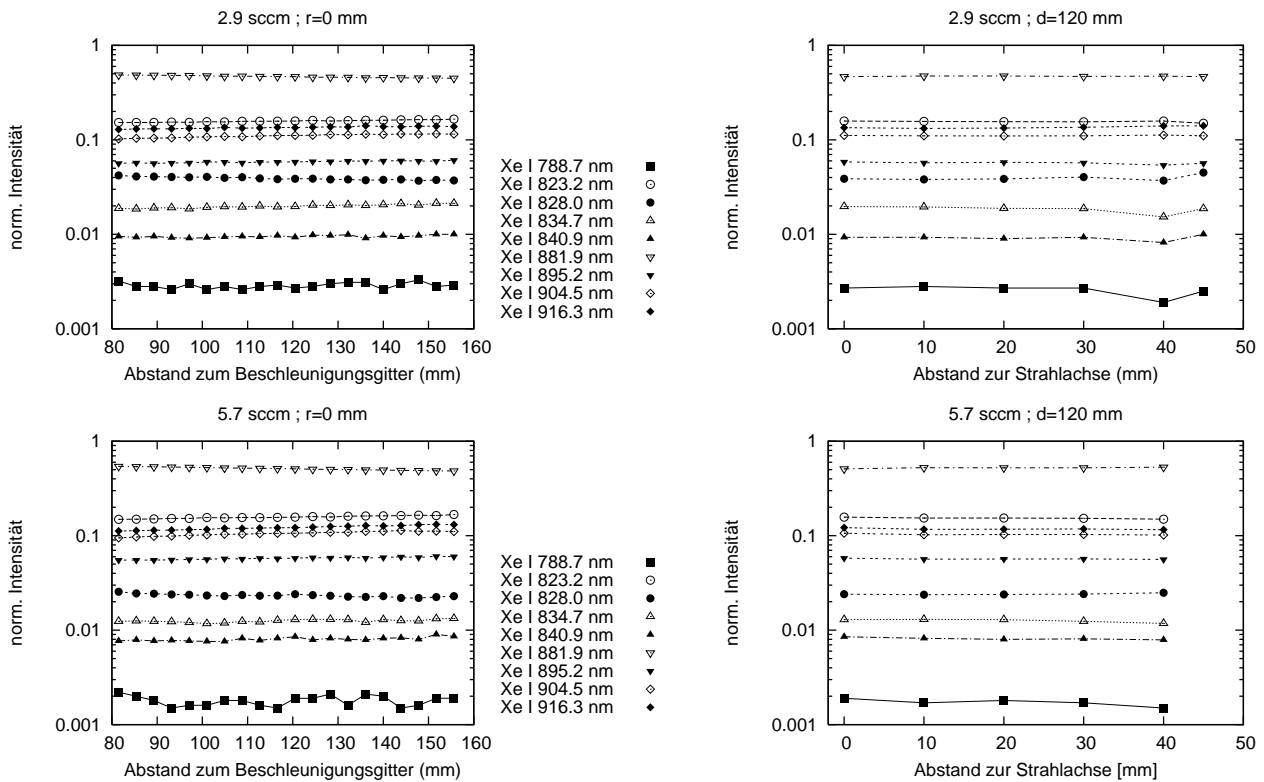 2.9 sccm ; r=0 mm
norm. Intensität
1
0.1
0.01
0.001
80 90 100 110 120 130 140 150 160
Abstand zum Beschleunigungsgitter (mm)
Xe I 788.7 nm
Xe I 823.2 nm
Xe I 828.0 nm
Xe I 834.7 nm
Xe I 840.9 nm
Xe I 881.9 nm
Xe I 895.2 nm
Xe I 904.5 nm
Xe I 916.3 nm
2.9 sccm ; d=120 mm
norm. Intensität
1
0.1
0.01
0.001
0 10 20 30 40 50
Abstand zur Strahlachse (mm)
5.7 sccm ; r=0 mm
norm. Intensität
1
0.1
0.01
0.001
80 90 100 110 120 130 140 150 160
Abstand zum Beschleunigungsgitter (mm)
Xe I 788.7 nm
Xe I 823.2 nm
Xe I 828.0 nm
Xe I 834.7 nm
Xe I 840.9 nm
Xe I 881.9 nm
Xe I 895.2 nm
Xe I 904.5 nm
Xe I 916.3 nm
5.7 sccm ; d=120 mm
norm. Intensität
1
0.1
0.01
0.001
0 10 20 30 40 50
Abstand zur Strahlachse [mm]